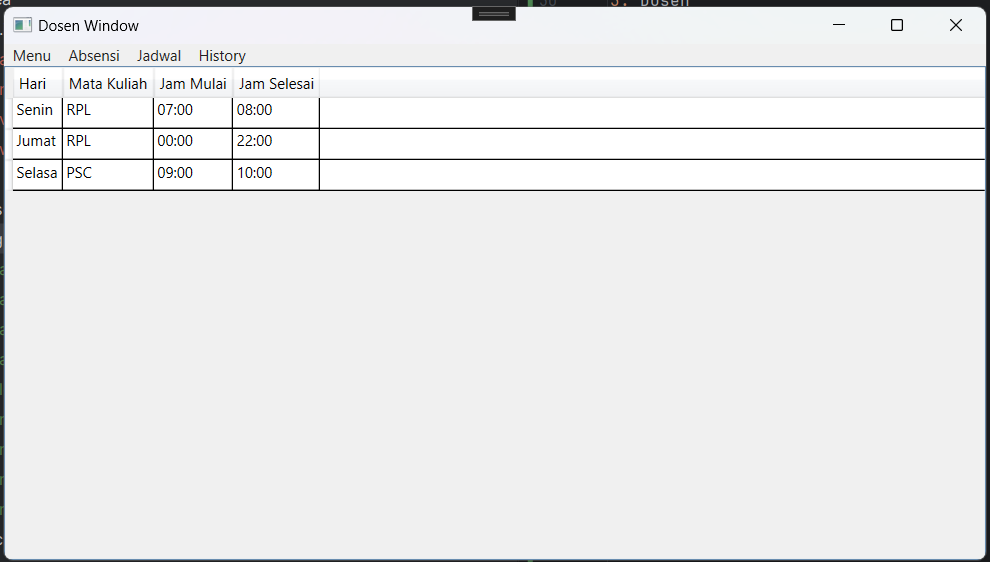 Dosen Window
Menu Absensi Jadwal History
Hari Mata Kuliah Jam Mulai Jam Selesai
Senin RPL 07:00 08:00
Jumat RPL 00:00 22:00
Selasa PSC 09:00 10:00